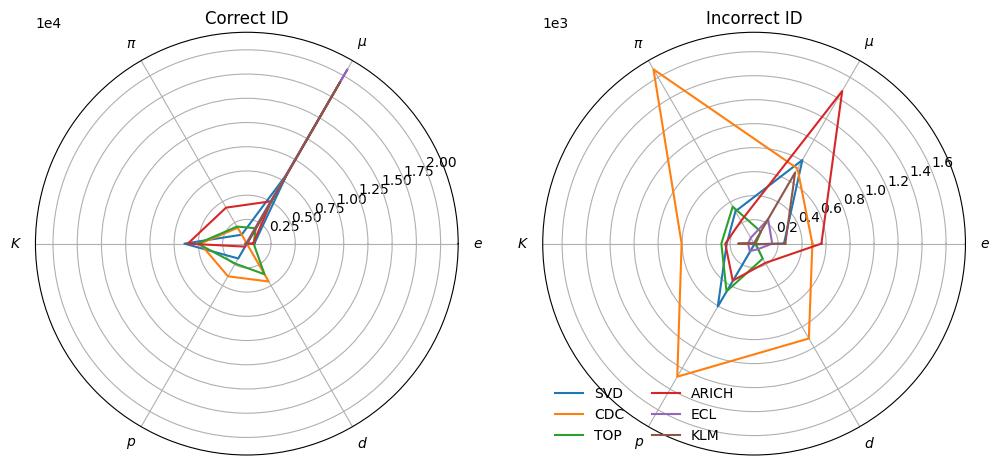 Correct ID
1e4
π
μ
K
e
p
d
0.25
0.50
0.75
1.00
1.25
1.50
1.75
2.00
Incorrect ID
1e3
π
μ
K
e
p
d
0.2
0.4
0.6
0.8
1.0
1.2
1.4
1.6
SVD
CDC
TOP
ARICH
ECL
KLM